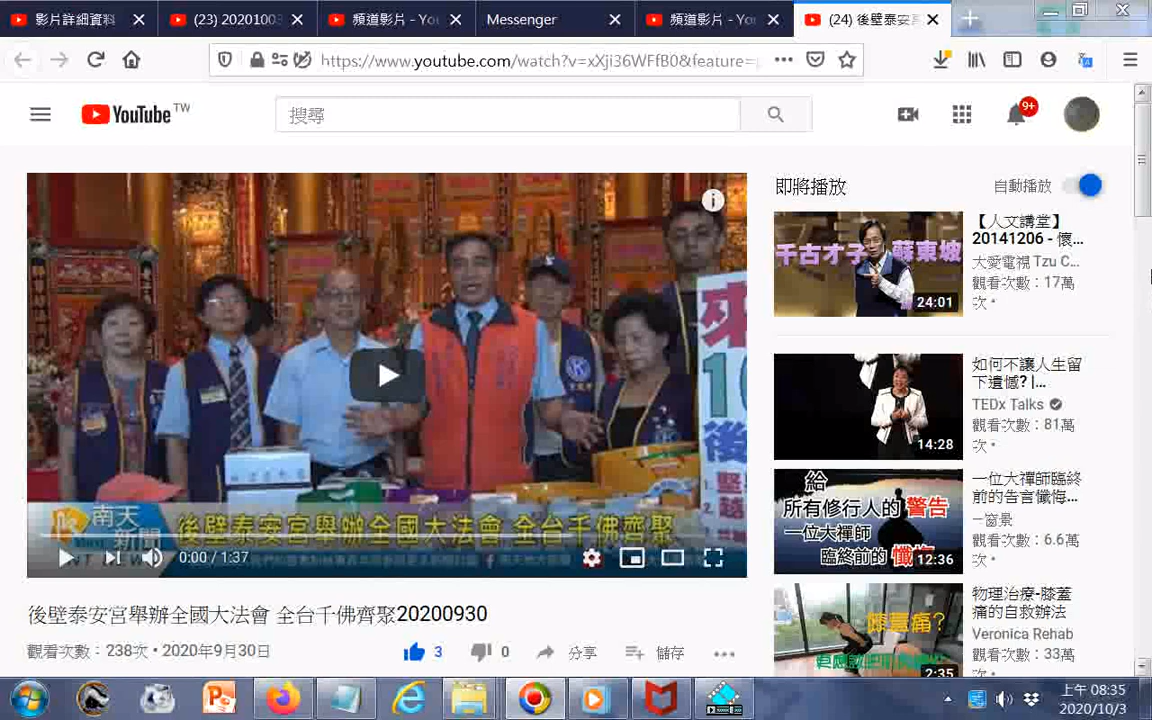 影片詳細資料
(23) 20201003
頻道影片 - You
Messenger
頻道影片 - You
(24) 後壁泰安宮
https://www.youtube.com/watch?v=xXji36WFfB0&feature=
YouTube TW
搜尋
9+
即將播放
自動播放
千古才子 蘇東坡
24:01
【人文講堂】
20141206 - 懷...
大愛電視 Tzu C...
觀看次數：17萬
次 •
14:28
如何不讓人生留
下遺憾? |...
TEDx Talks
觀看次數：81萬
次 •
給
所有修行人的 警告
一位大禪師
臨終前的
12:36
一位大禪師臨終
前的告言懺悔...
一窗景
觀看次數：6.6萬
次 •
膝蓋痛?
2:35
物理治療-膝蓋
痛的自救辦法
Veronica Rehab
觀看次數：33萬
次 •
南天
新聞
後壁泰安宮舉辦全國大法會 全台千佛齊聚
0:00 / 1:37
後壁泰安宮舉辦全國大法會 全台千佛齊聚20200930
觀看次數：238次 • 2020年9月30日
3
0
分享
儲存
上午 08:35
2020/10/3